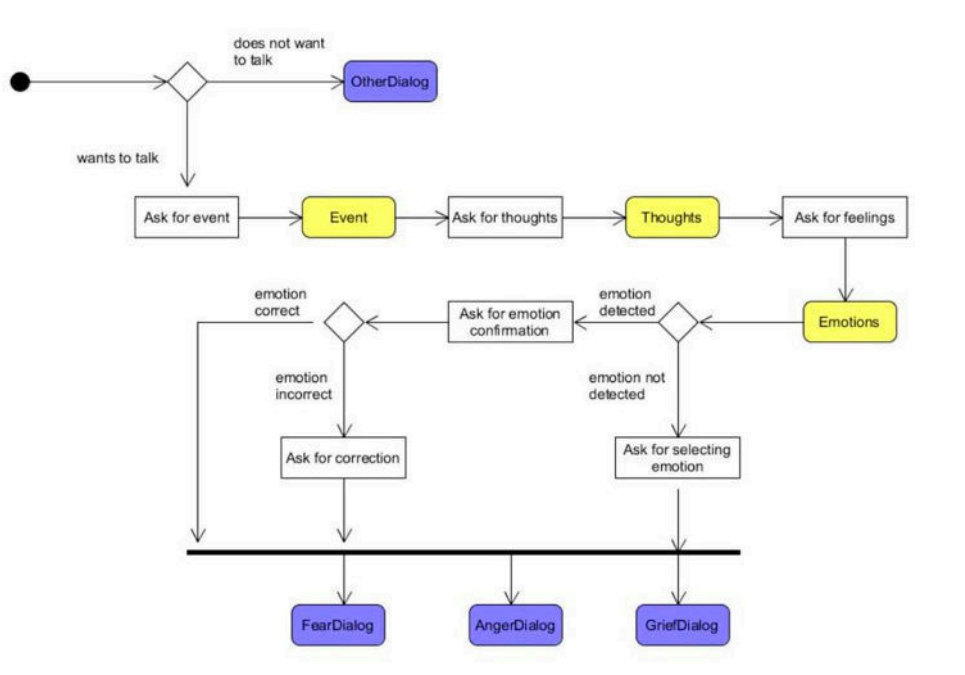 does not want
to talk
OtherDialog
wants to talk
Ask for event
Event
Ask for thoughts
Thoughts
Ask for feelings
emotion
correct
Ask for emotion
confirmation
emotion
detected
Emotions
emotion
incorrect
emotion not
detected
Ask for correction
Ask for selecting
emotion
FearDialog
AngerDialog
GriefDialog